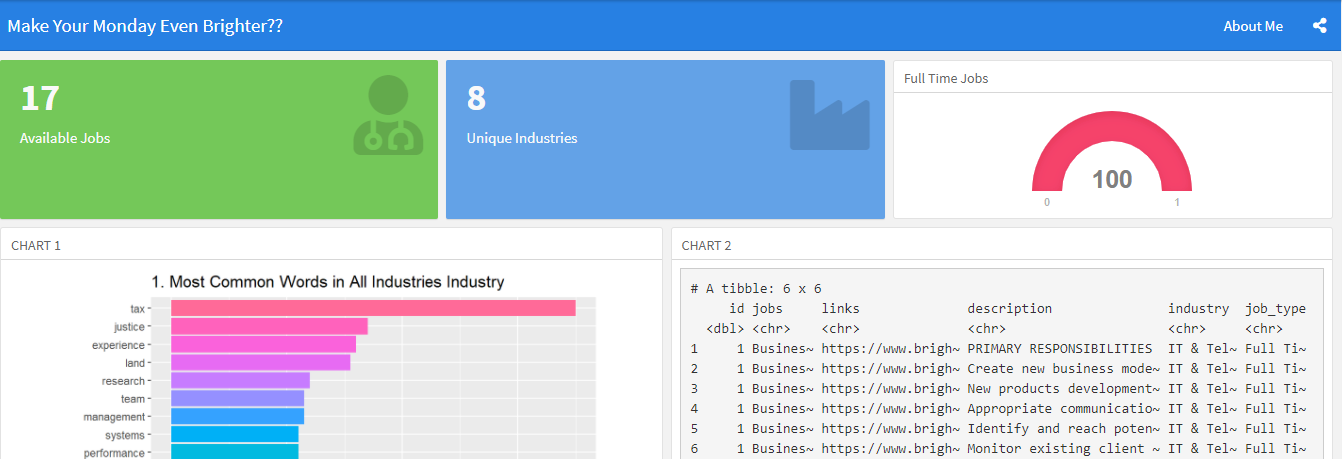 Make Your Monday Even Brighter??
About Me
17
Available Jobs
8
Unique Industries
Full Time Jobs
100
0
1
CHART 1
1. Most Common Words in All Industries Industry
tax
justice
experience
land
research
team
management
systems
performance
CHART 2
# A tibble: 6 x 6
id jobs links description industry job_type
<dbl> <chr> <chr> <chr> <chr> <chr>
1 1 Busines~ https://www.brigh~ PRIMARY RESPONSIBILITIES IT & Tel~ Full Ti~
2 1 Busines~ https://www.brigh~ Create new business mode~ IT & Tel~ Full Ti~
3 1 Busines~ https://www.brigh~ New products development~ IT & Tel~ Full Ti~
4 1 Busines~ https://www.brigh~ Appropriate communicatio~ IT & Tel~ Full Ti~
5 1 Busines~ https://www.brigh~ Identify and reach poten~ IT & Tel~ Full Ti~
6 1 Busines~ https://www.brigh~ Monitor existing client ~ IT & Tel~ Full Ti~